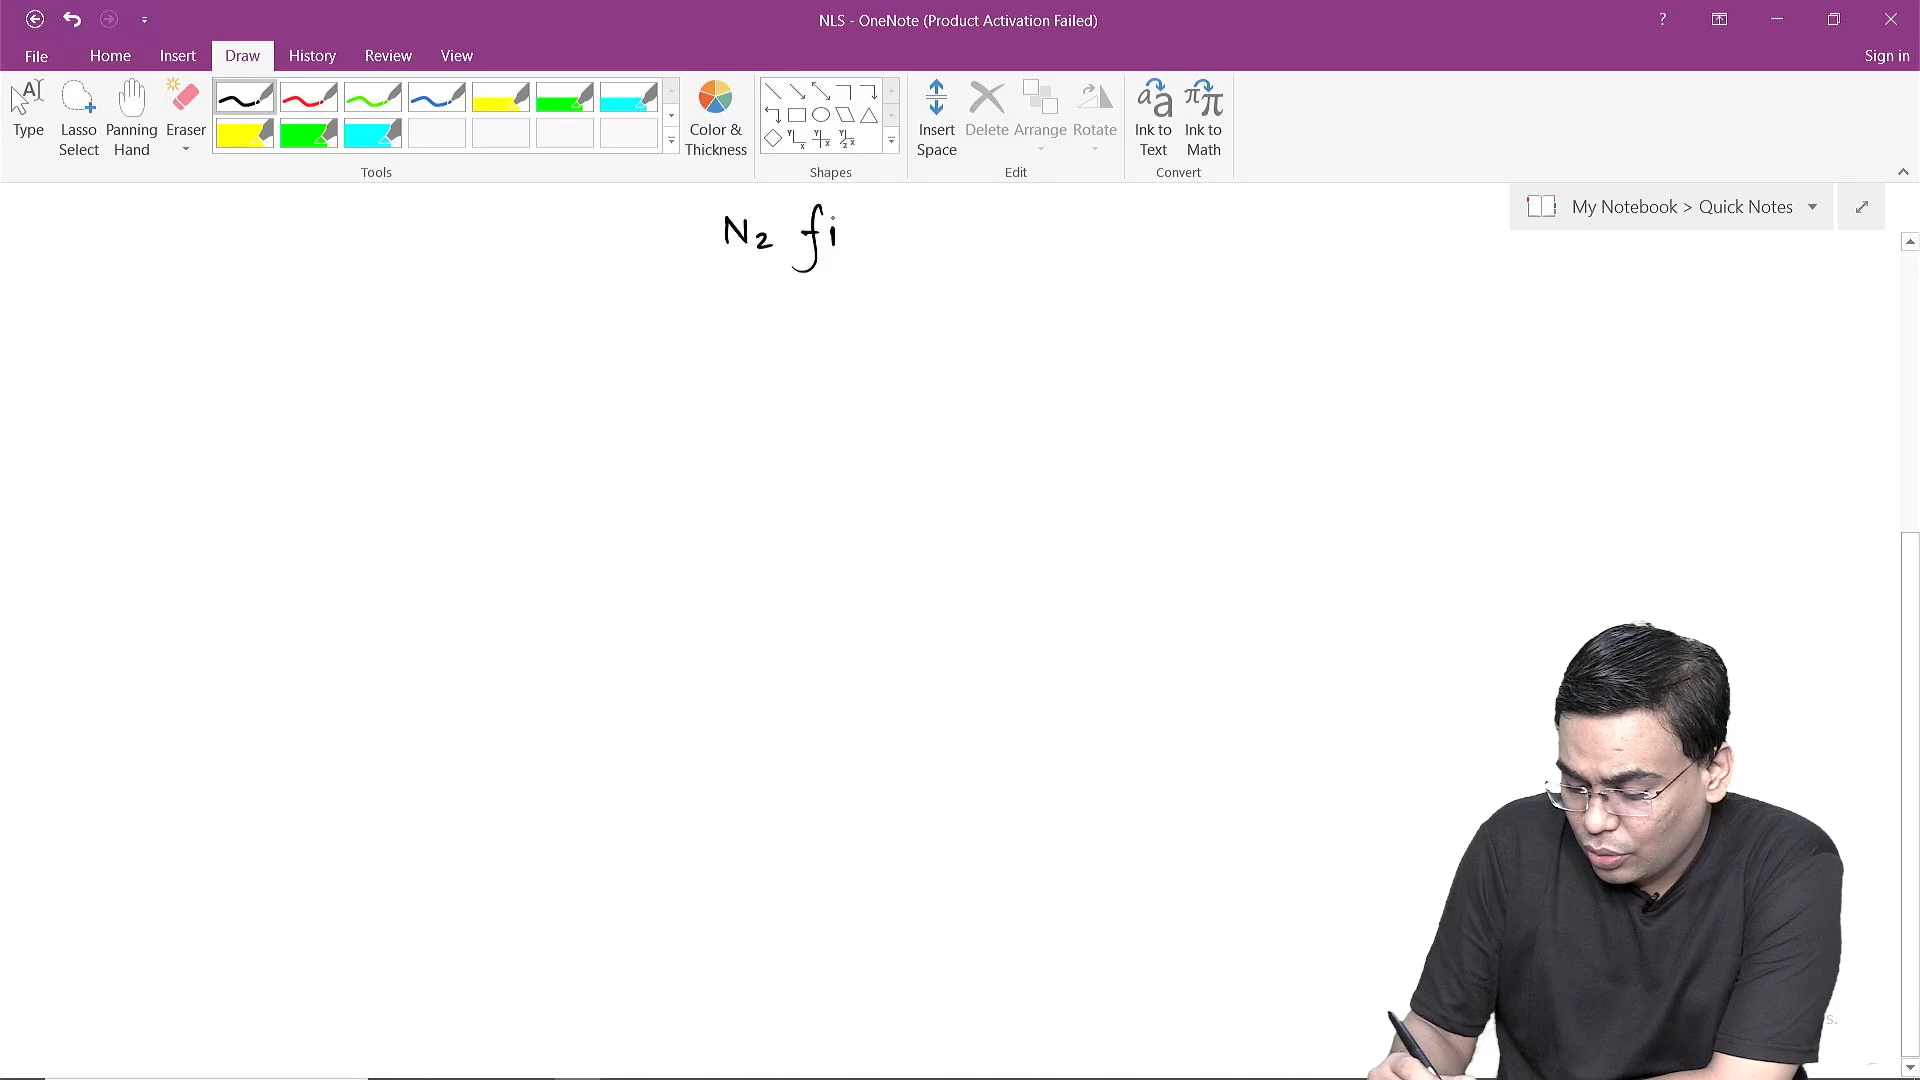 NLS - OneNote (Product Activation Failed)
?
File Home Insert Draw History Review View
Sign in
Type
Lasso Select
Panning Hand
Eraser
Color & Thickness
Insert Space
Delete
Arrange
Rotate
Ink to Text
Ink to Math
Tools
Shapes
Edit
Convert
My Notebook > Quick Notes
N₂ fi
s.